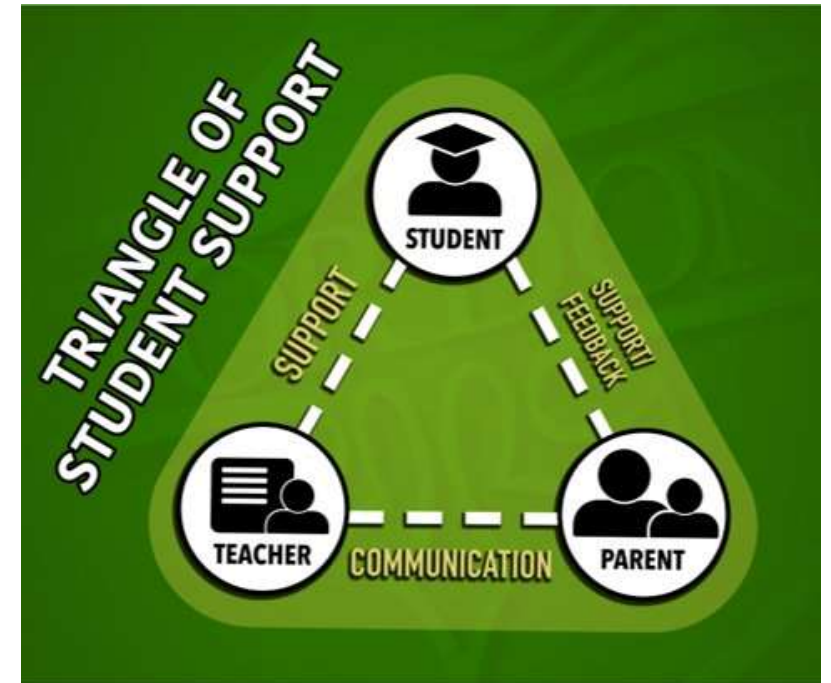 TRIANGLE OF
STUDENT SUPPORT
STUDENT
SUPPORT
SUPPORT/
FEEDBACK
TEACHER
COMMUNICATION
PARENT